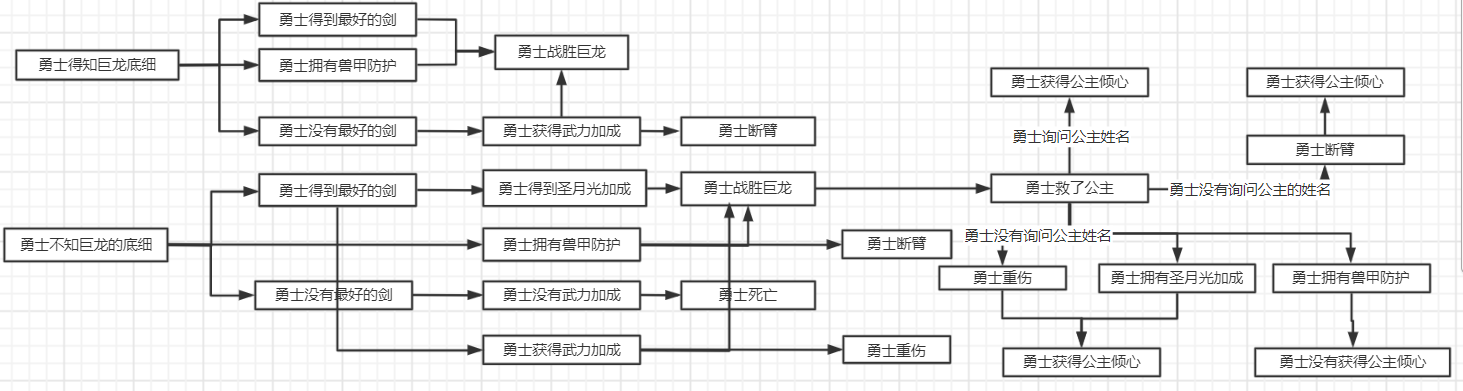 勇士得到最好的剑
勇士得知巨龙底细
勇士拥有兽甲防护
勇士战胜巨龙
勇士没有最好的剑
勇士获得武力加成
勇士断臂
勇士不知巨龙的底细
勇士得到最好的剑
勇士得到圣月光加成
勇士战胜巨龙
勇士拥有兽甲防护
勇士断臂
勇士没有最好的剑
勇士没有武力加成
勇士死亡
勇士获得武力加成
勇士重伤
勇士获得公主倾心
勇士询问公主姓名
勇士救了公主
勇士获得公主倾心
勇士断臂
勇士没有询问公主的姓名
勇士没有询问公主姓名
勇士重伤
勇士拥有圣月光加成
勇士拥有兽甲防护
勇士获得公主倾心
勇士没有获得公主倾心